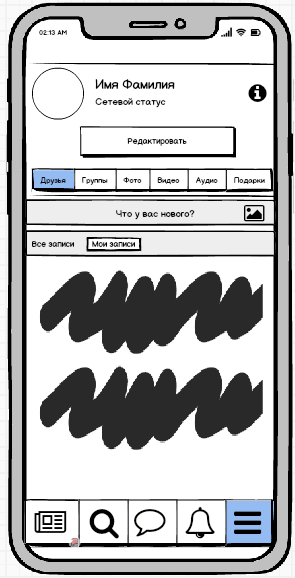 02:13 AM
Имя Фамилия
Сетевой статус
Редактировать
Друзья Группы Фото Видео Аудио Подарки
Что у вас нового?
Все записи Мои записи